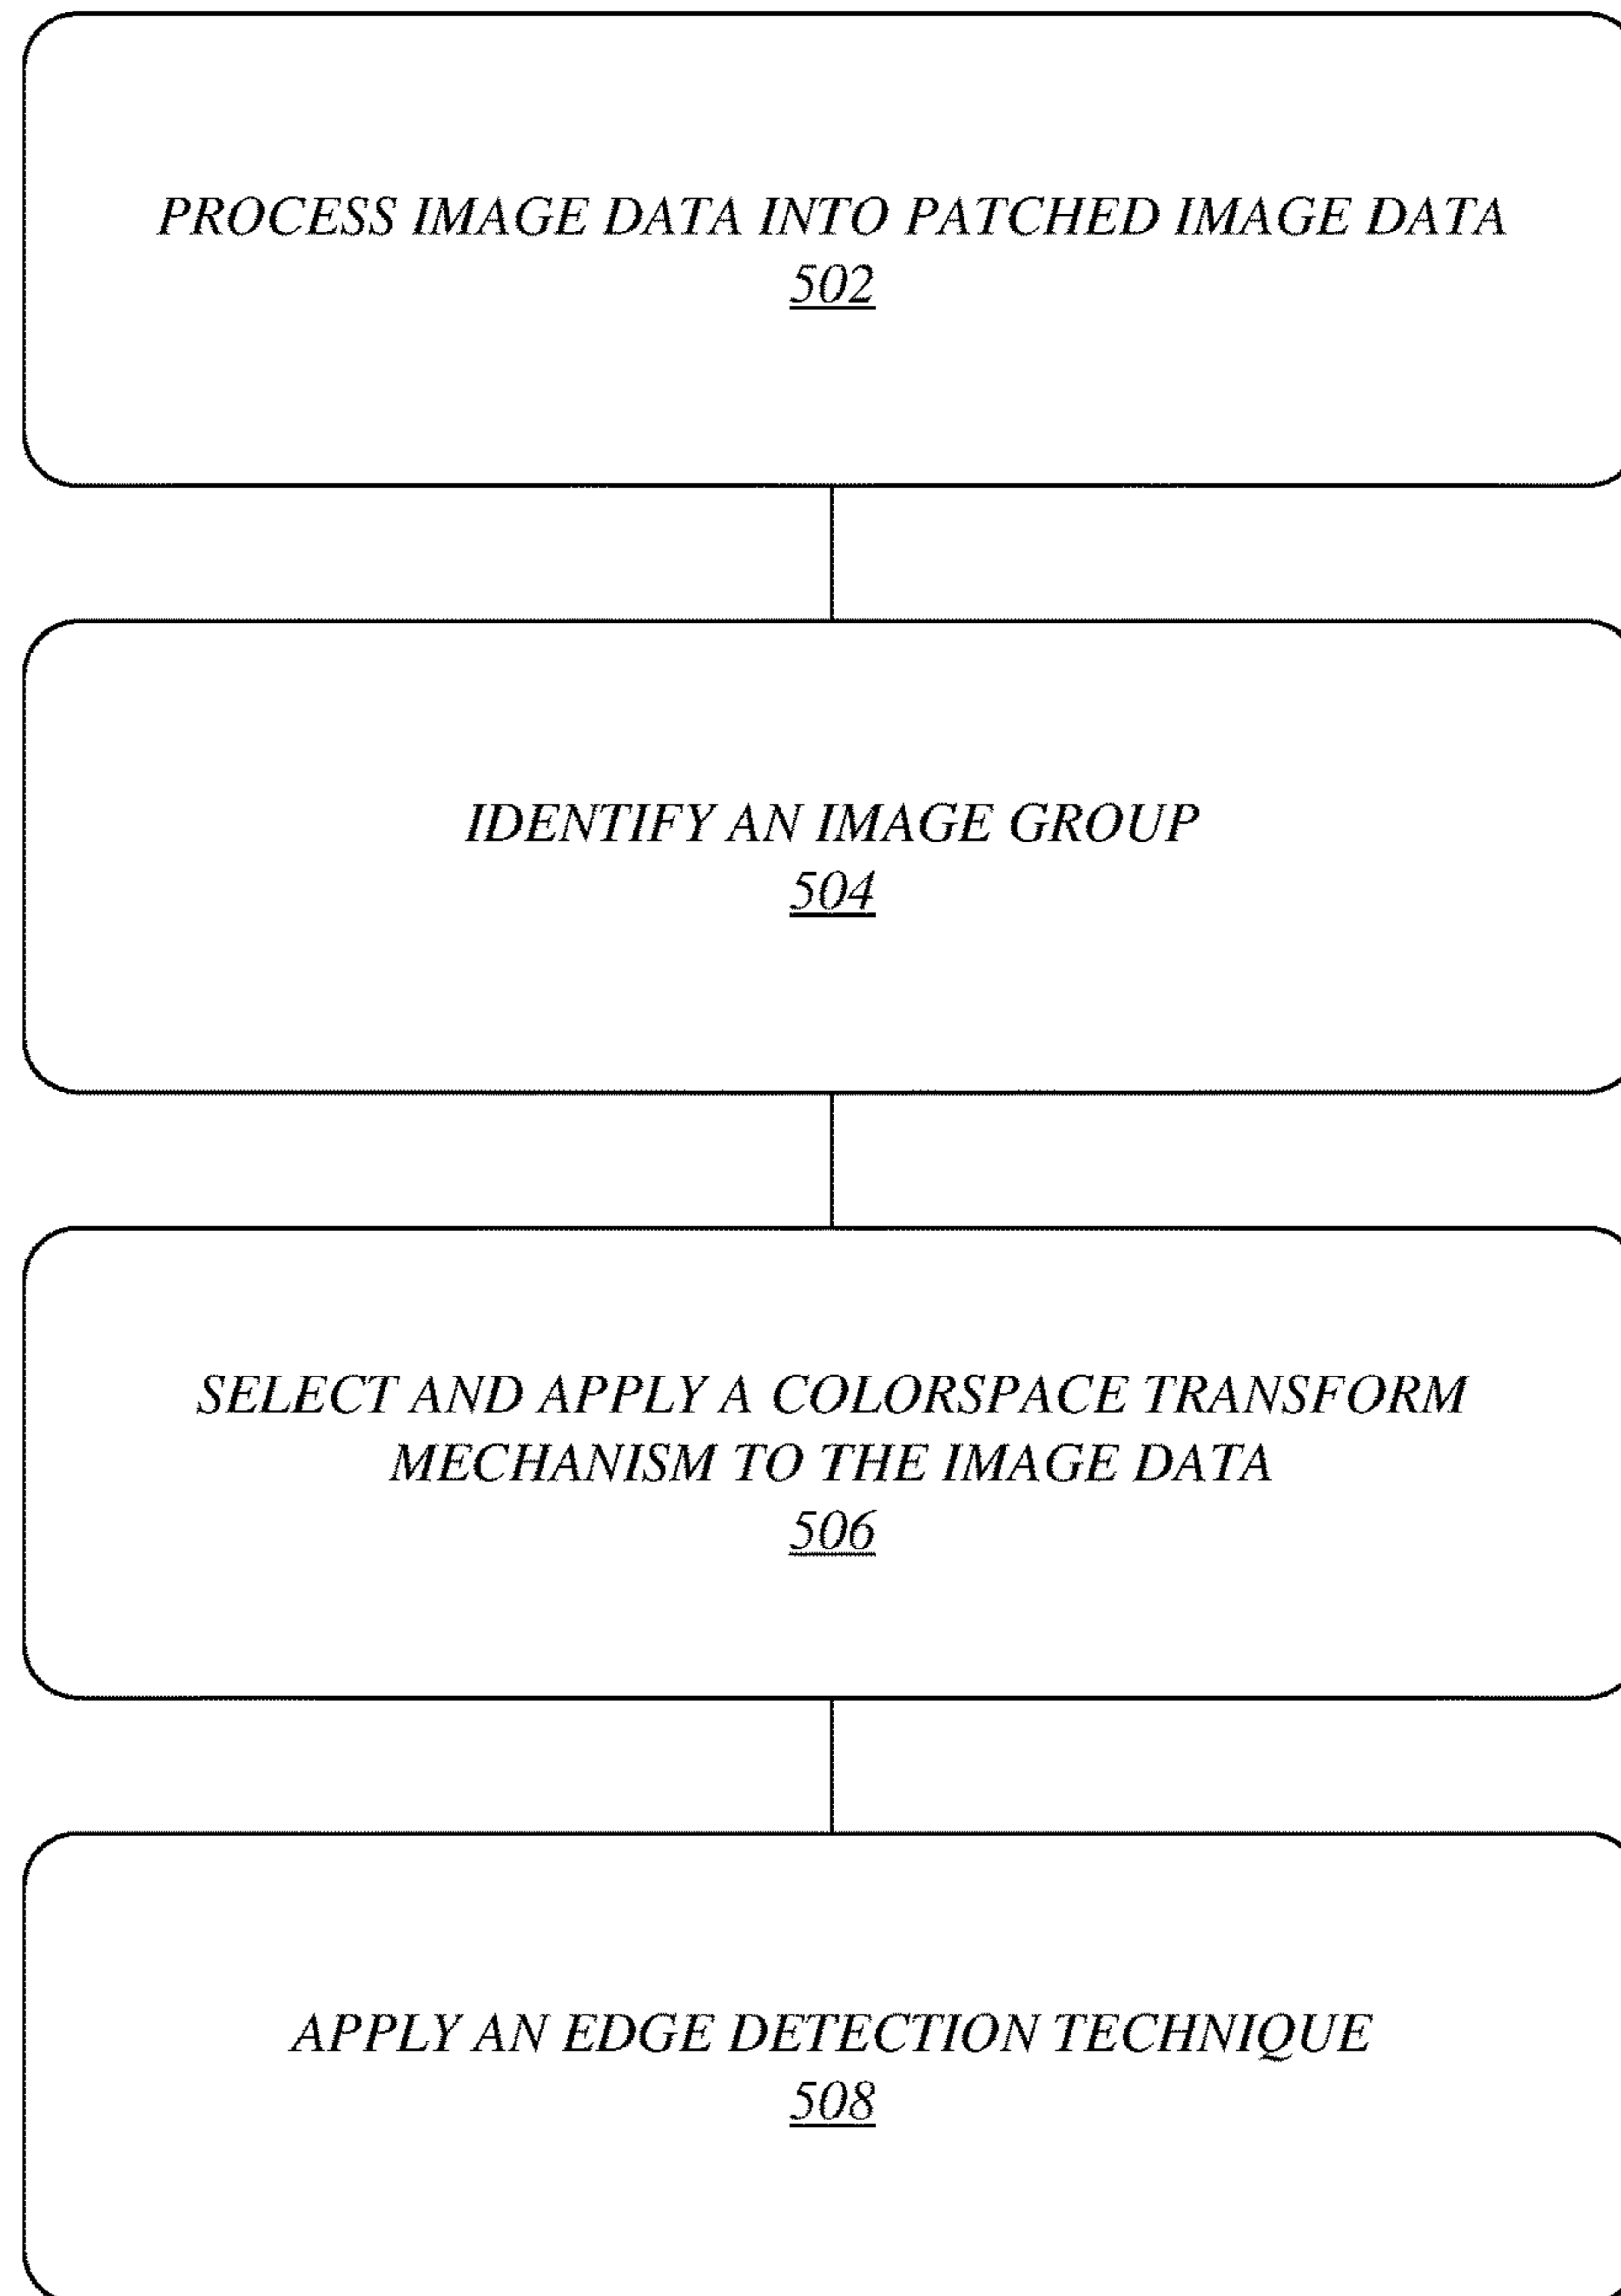 PROCESS IMAGE DATA INTO PATCHED IMAGE DATA
502
IDENTIFY AN IMAGE GROUP
504
SELECT AND APPLY A COLORSPACE TRANSFORM
MECHANISM TO THE IMAGE DATA
506
APPLY AN EDGE DETECTION TECHNIQUE
508